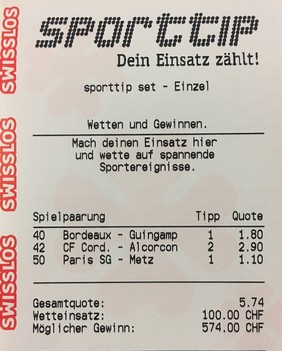 SPORTTIP
Dein Einsatz zählt!
sporttip set - Einzel
Wetten und Gewinnen.
Mach deinen Einsatz hier
und wette auf spannende
Sportereignisse.
Spielpaarung Tipp Quote
40 Bordeaux - Guingamp 1 1.80
42 CF Cord. - Alcorcon 2 2.90
50 Paris SG - Metz 1 1.10
Gesamtquote: 5.74
Wetteinsatz: 100.00 CHF
Möglicher Gewinn: 574.00 CHF
SWISSLOS
SWISSLOS
SWISSLOS